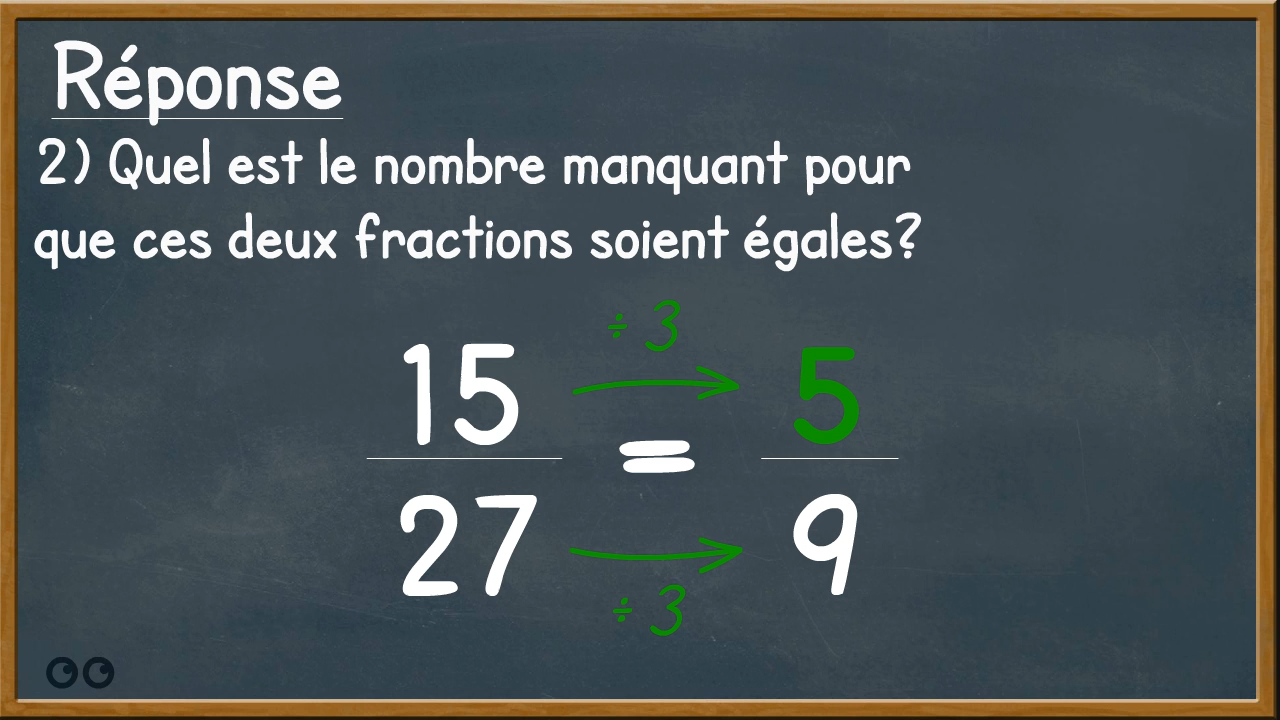 Réponse
2) Quel est le nombre manquant pour
que ces deux fractions soient égales?
÷ 3
15 5
=
27 9
÷ 3